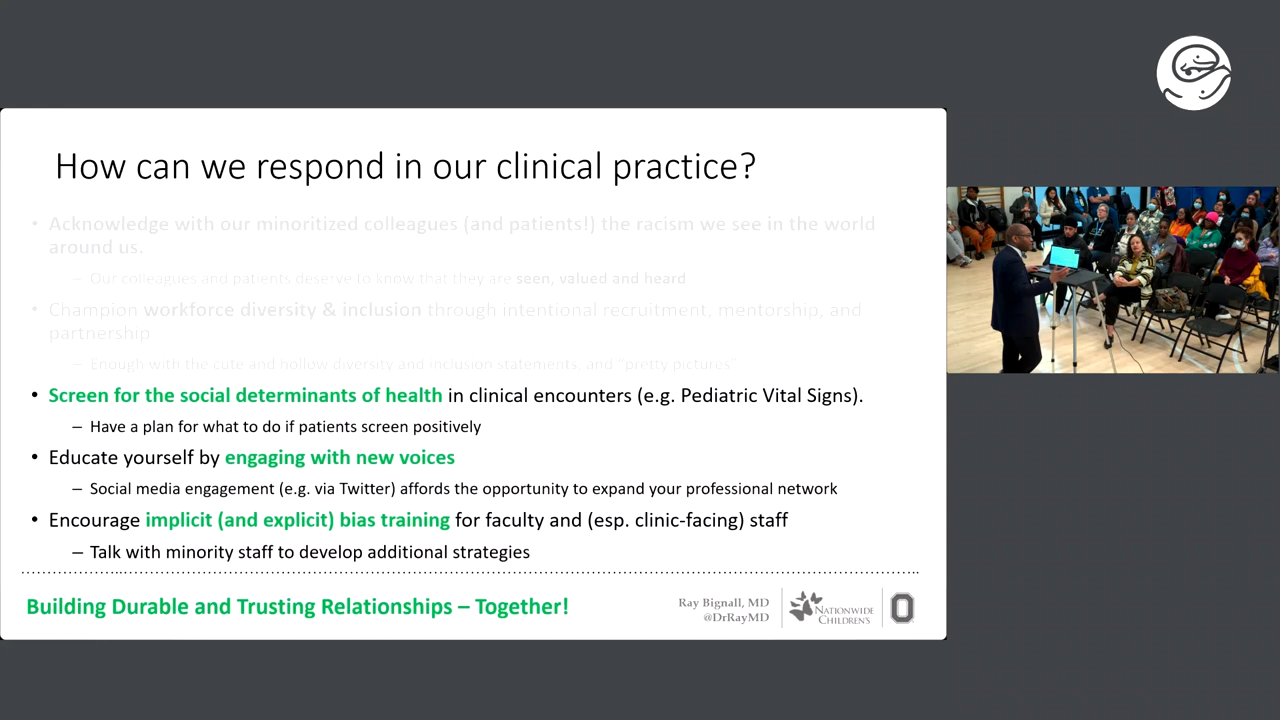 How can we respond in our clinical practice?
• Acknowledge with our minoritized colleagues (and patients!) the racism we see in the world
around us.
– Our colleagues and patients deserve to know that they are seen, valued and heard
• Champion workforce diversity & inclusion through intentional recruitment, mentorship, and
partnership
– Enough with the cute and hollow diversity and inclusion statements, and “pretty pictures”
• Screen for the social determinants of health in clinical encounters (e.g. Pediatric Vital Signs).
– Have a plan for what to do if patients screen positively
• Educate yourself by engaging with new voices
– Social media engagement (e.g. via Twitter) affords the opportunity to expand your professional network
• Encourage implicit (and explicit) bias training for faculty and (esp. clinic-facing) staff
– Talk with minority staff to develop additional strategies
Building Durable and Trusting Relationships – Together!
Ray Bignall, MD
@DrRayMD
NATIONWIDE
CHILDREN'S
O